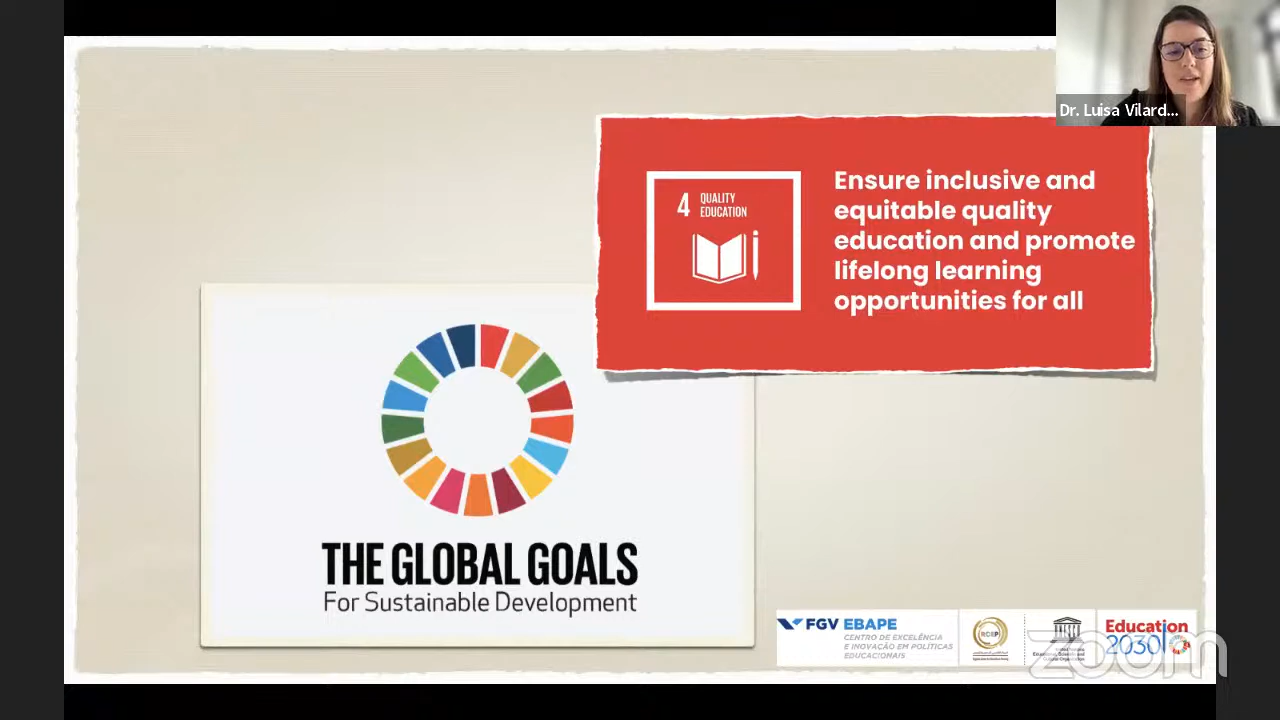 Dr. Luisa Vilard...
4 QUALITY
EDUCATION
Ensure inclusive and
equitable quality
education and promote
lifelong learning
opportunities for all
THE GLOBAL GOALS
For Sustainable Development
FGV EBAPE
CENTRO DE EXCELÊNCIA
E INOVAÇÃO EM POLÍTICAS
EDUCACIONAIS
RCEP
Education
2030
zoom